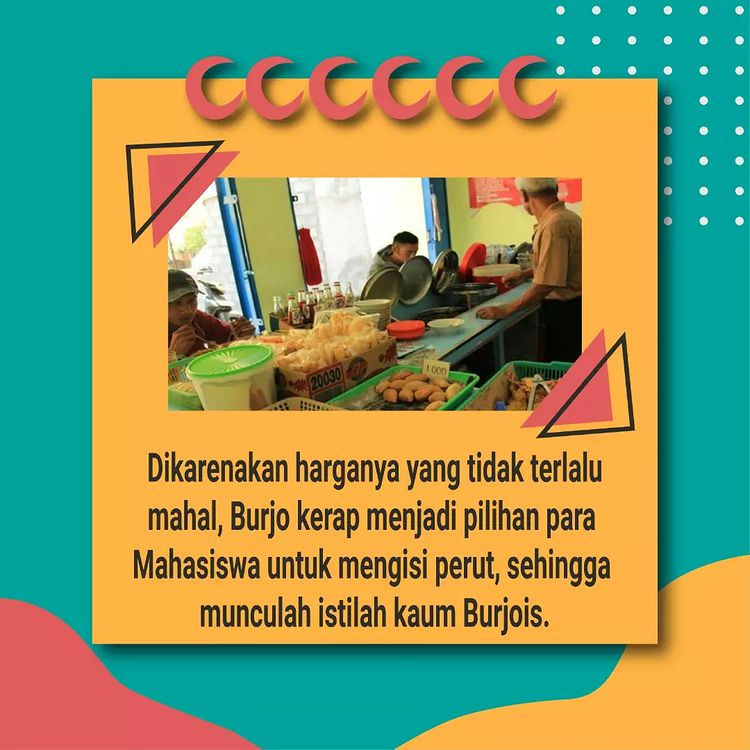 20030
1000
Dikarenakan harganya yang tidak terlalu
mahal, Burjo kerap menjadi pilihan para
Mahasiswa untuk mengisi perut, sehingga
munculah istilah kaum Burjois.